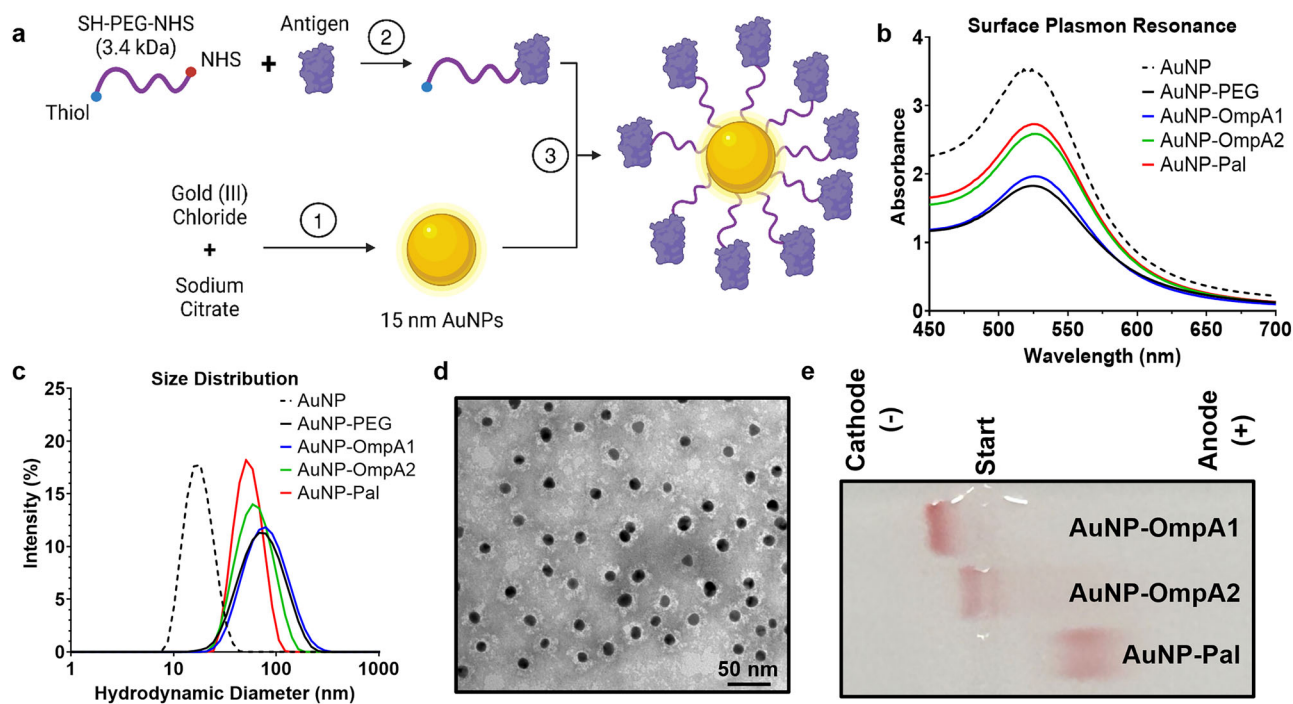 a
SH-PEG-NHS
(3.4 kDa)
NHS
Thiol
+
Antigen
2
3
Gold (III)
Chloride
+
Sodium
Citrate
1
15 nm AuNPs
b
Surface Plasmon Resonance
AuNP
AuNP-PEG
AuNP-OmpA1
AuNP-OmpA2
AuNP-Pal
Absorbance
4
3
2
1
0
450 500 550 600 650 700
Wavelength (nm)
c
Size Distribution
AuNP
AuNP-PEG
AuNP-OmpA1
AuNP-OmpA2
AuNP-Pal
Intensity (%)
25
20
15
10
5
0
1 10 100 1000
Hydrodynamic Diameter (nm)
d
50 nm
e
Cathode
(-)
Start
Anode
(+)
AuNP-OmpA1
AuNP-OmpA2
AuNP-Pal